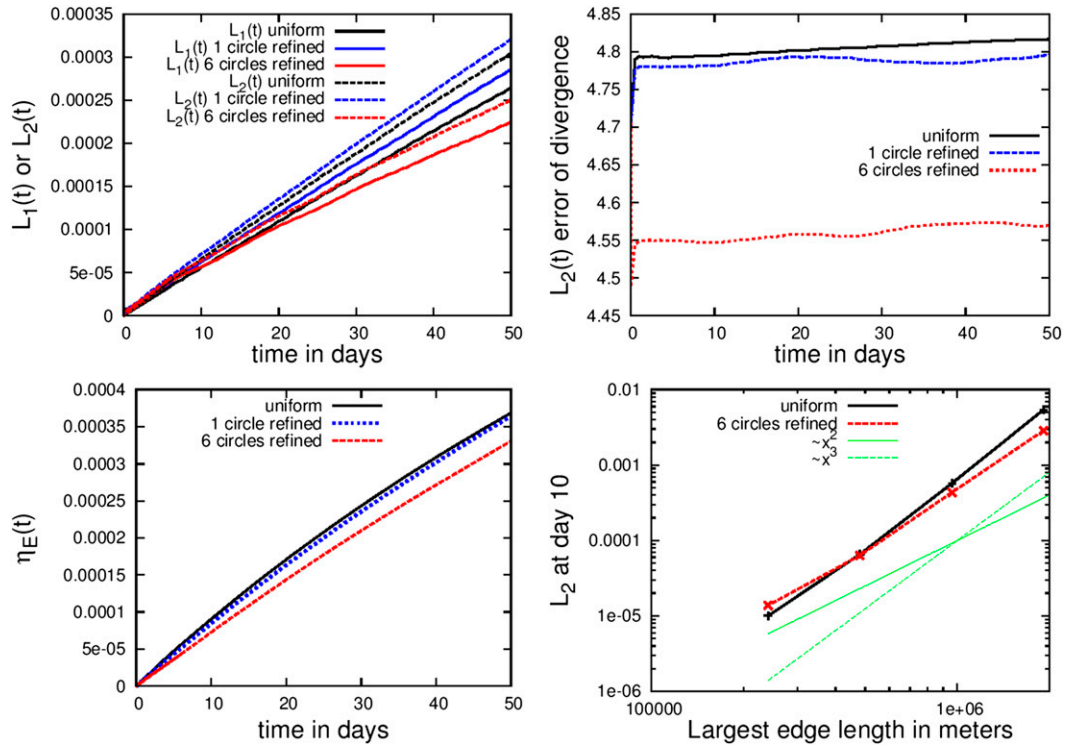 0.00035
0.0003
0.00025
0.0002
0.00015
0.0001
5e-05
0
L1(t) or L2(t)
L1(t) uniform
L1(t) 1 circle refined
L1(t) 6 circles refined
L2(t) uniform
L2(t) 1 circle refined
L2(t) 6 circles refined
0 10 20 30 40 50
time in days
4.85
4.8
4.75
4.7
4.65
4.6
4.55
4.5
4.45
L2(t) error of divergence
uniform
1 circle refined
6 circles refined
0 10 20 30 40 50
time in days
0.0004
0.00035
0.0003
0.00025
0.0002
0.00015
0.0001
5e-05
0
ηE(t)
uniform
1 circle refined
6 circles refined
0 10 20 30 40 50
time in days
0.01
0.001
0.0001
1e-05
1e-06
L2 at day 10
uniform
6 circles refined
~x²
~x³
100000 1e+06
Largest edge length in meters